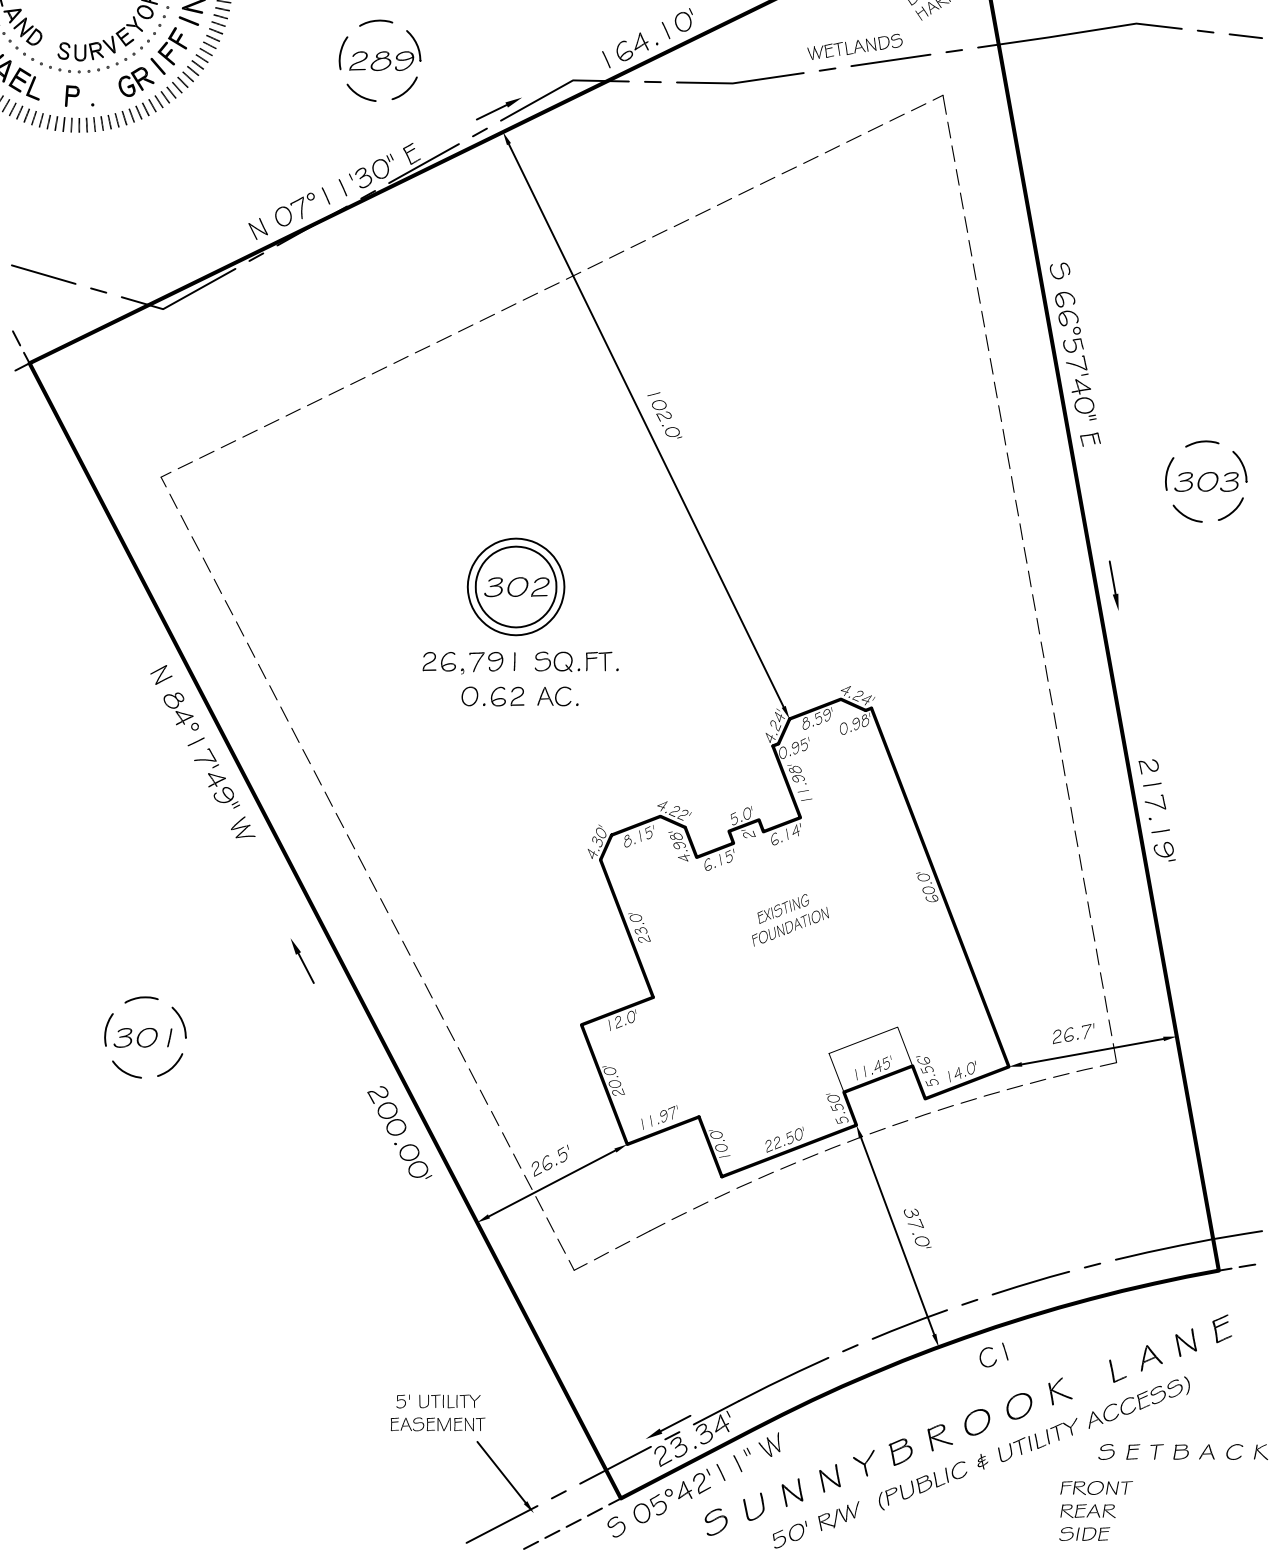 AND SURVEYOR
AEL P. GRIFFIN
289
164.10'
WETLANDS
N 07°11'30" E
S 66°57'40" E
102.0'
303
302
26,791 SQ.FT.
0.62 AC.
N 84°17'49" W
4.24'
8.59'
4.24'
0.98'
0.95'
11.98'
217.19'
4.30'
8.15'
4.22'
4.98'
6.15'
5.0'
2'
6.14'
60.0'
EXISTING
FOUNDATION
23.0'
12.0'
20.0'
301
26.7'
11.45'
5.56'
14.0'
5.50'
11.97'
10.0'
22.50'
26.5'
200.00'
37.0'
C1
5' UTILITY
EASEMENT
23.34'
S 05°42'11" W
SUNNYBROOK LANE
50' R/W (PUBLIC & UTILITY ACCESS)
SETBACK
FRONT
REAR
SIDE